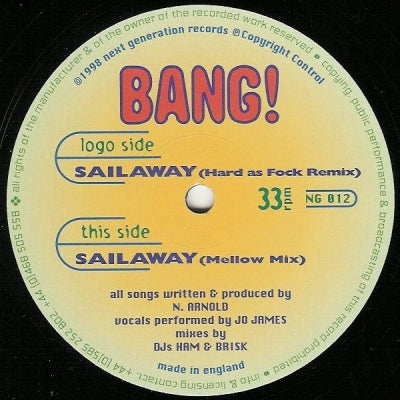 ❖ all rights of the manufacturer & of the owner of the recorded work reserved ● copying, public performance & broadcasting of this record prohibited ● info & licensing contact. +44 (0)585 252 802. +44 (0)1468 505 558
©1998 next generation records ℗Copyright Control
BANG!
logo side
SAILAWAY (Hard as Fock Remix)
33 rpm
NG 012
this side
SAILAWAY (Mellow Mix)
all songs written & produced by
N. ARNOLD
vocals performed by JO JAMES
mixes by
DJs HAM & BRISK
made in england